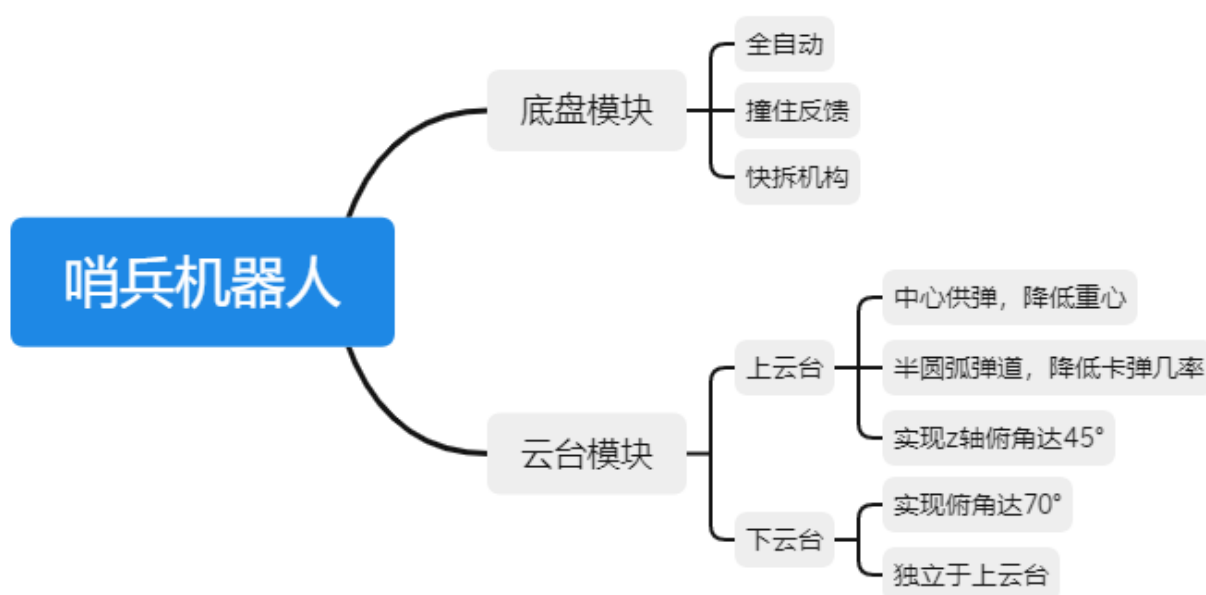 哨兵机器人
底盘模块
全自动
撞住反馈
快拆机构
云台模块
上云台
中心供弹，降低重心
半圆弧弹道，降低卡弹几率
实现z轴俯角达45°
下云台
实现俯角达70°
独立于上云台